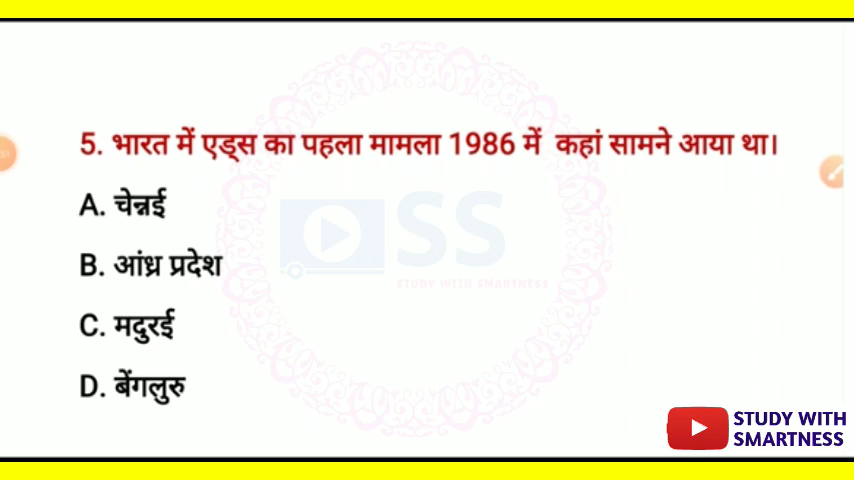 5. भारत में एड्स का पहला मामला 1986 में कहां सामने आया था।
A. चेन्नई
B. आंध्र प्रदेश
C. मदुरई
D. बेंगलुरु
SS
STUDY WITH SMARTNESS
STUDY WITH
SMARTNESS